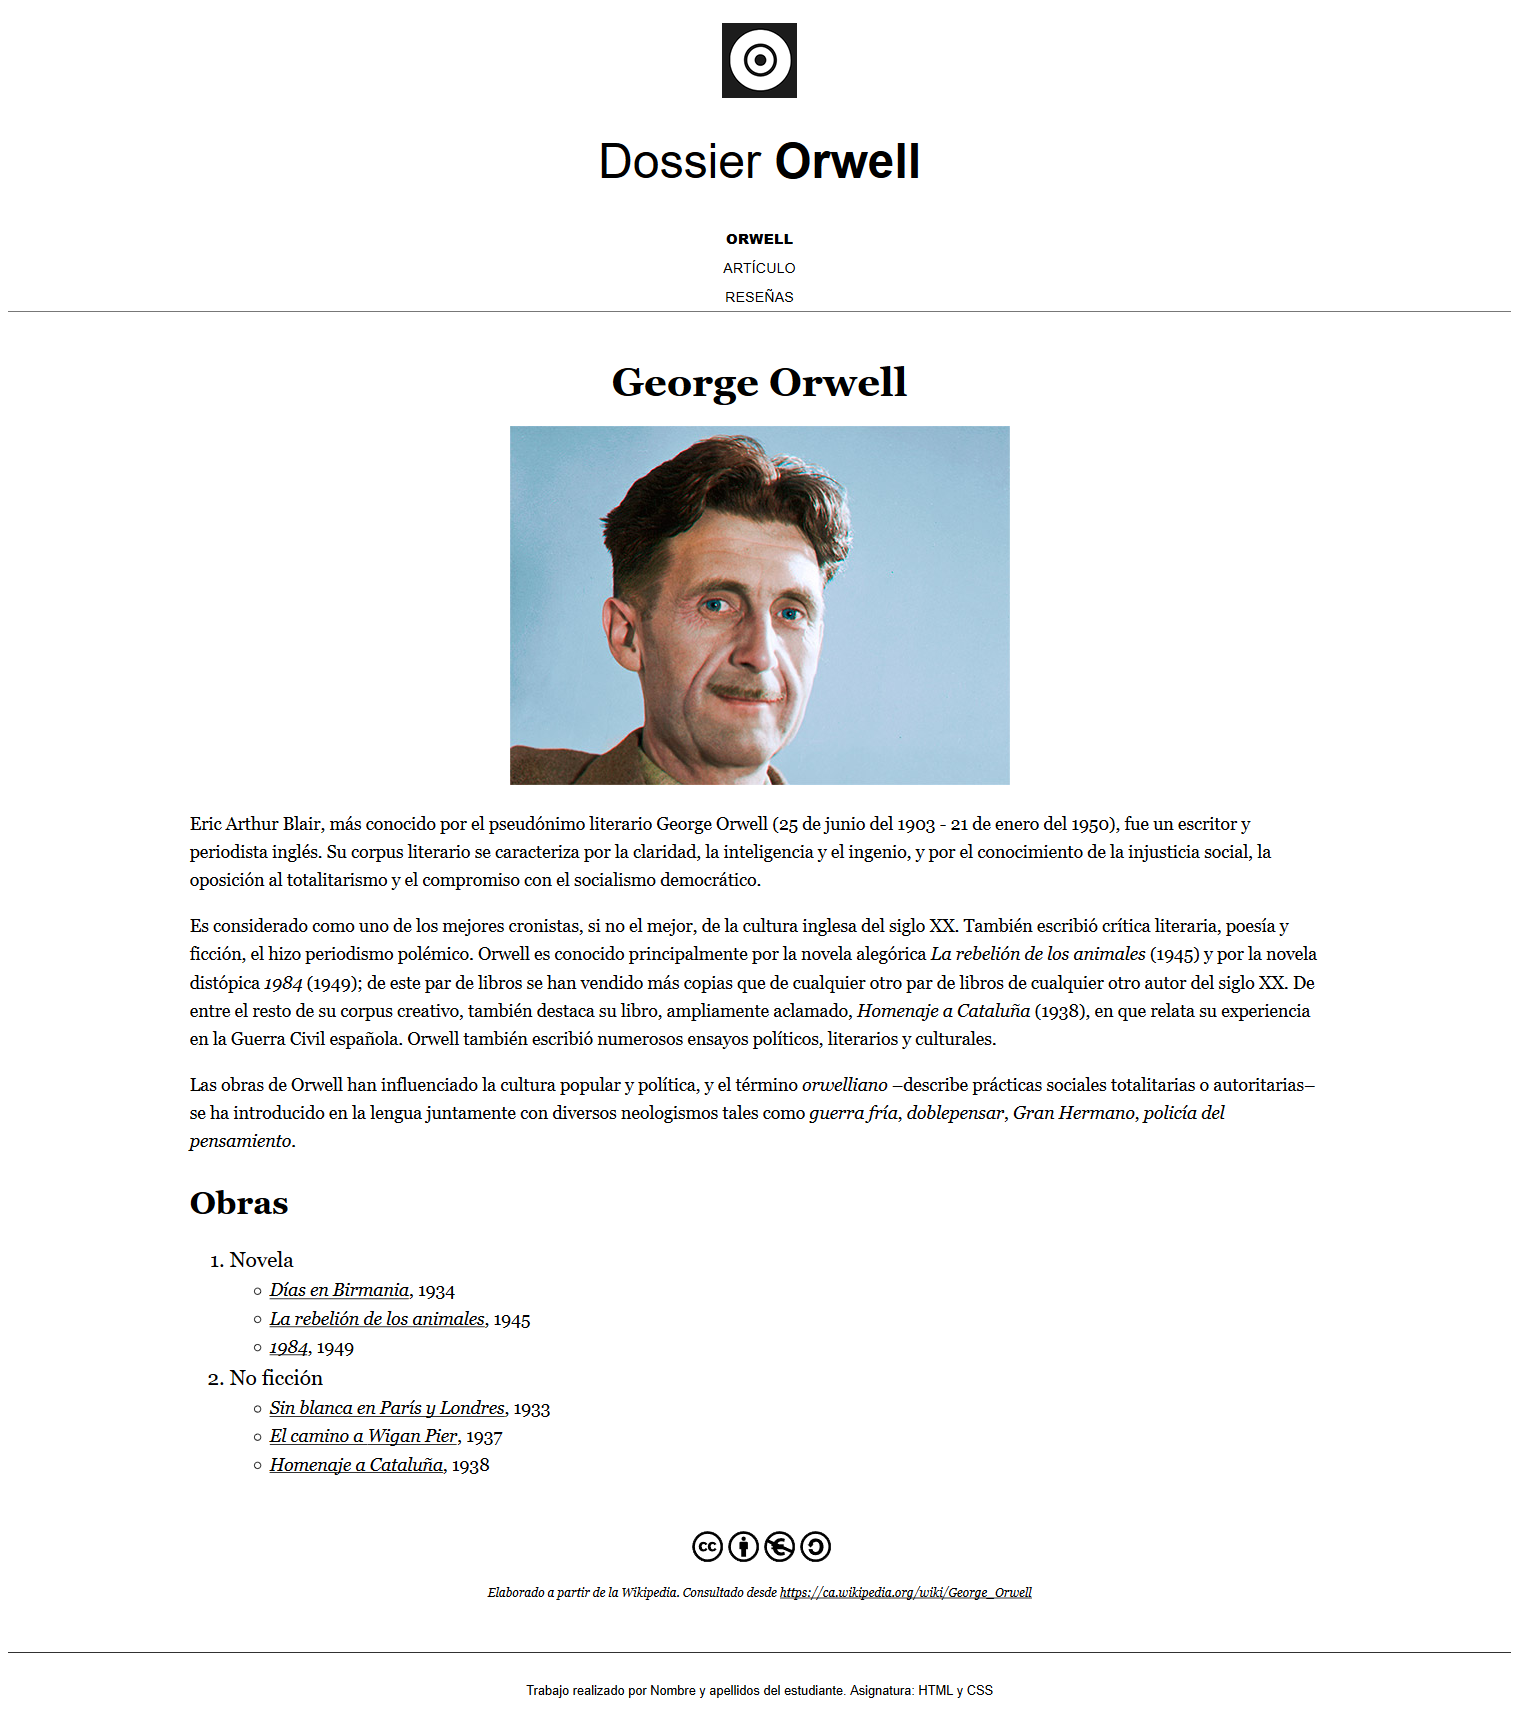 Dossier Orwell
ORWELL
ARTÍCULO
RESEÑAS
George Orwell
Eric Arthur Blair, más conocido por el pseudónimo literario George Orwell (25 de junio del 1903 - 21 de enero del 1950), fue un escritor y
periodista inglés. Su corpus literario se caracteriza por la claridad, la inteligencia y el ingenio, y por el conocimiento de la injusticia social, la
oposición al totalitarismo y el compromiso con el socialismo democrático.
Es considerado como uno de los mejores cronistas, si no el mejor, de la cultura inglesa del siglo XX. También escribió crítica literaria, poesía y
ficción, el hizo periodismo polémico. Orwell es conocido principalmente por la novela alegórica La rebelión de los animales (1945) y por la novela
distópica 1984 (1949); de este par de libros se han vendido más copias que de cualquier otro par de libros de cualquier otro autor del siglo XX. De
entre el resto de su corpus creativo, también destaca su libro, ampliamente aclamado, Homenaje a Cataluña (1938), en que relata su experiencia
en la Guerra Civil española. Orwell también escribió numerosos ensayos políticos, literarios y culturales.
Las obras de Orwell han influenciado la cultura popular y política, y el término orwelliano –describe prácticas sociales totalitarias o autoritarias–
se ha introducido en la lengua juntamente con diversos neologismos tales como guerra fría, doblepensar, Gran Hermano, policía del
pensamiento.
Obras
1. Novela
Días en Birmania, 1934
La rebelión de los animales, 1945
1984, 1949
2. No ficción
Sin blanca en París y Londres, 1933
El camino a Wigan Pier, 1937
Homenaje a Cataluña, 1938
cc
Elaborado a partir de la Wikipedia. Consultado desde https://ca.wikipedia.org/wiki/George_Orwell
Trabajo realizado por Nombre y apellidos del estudiante. Asignatura: HTML y CSS